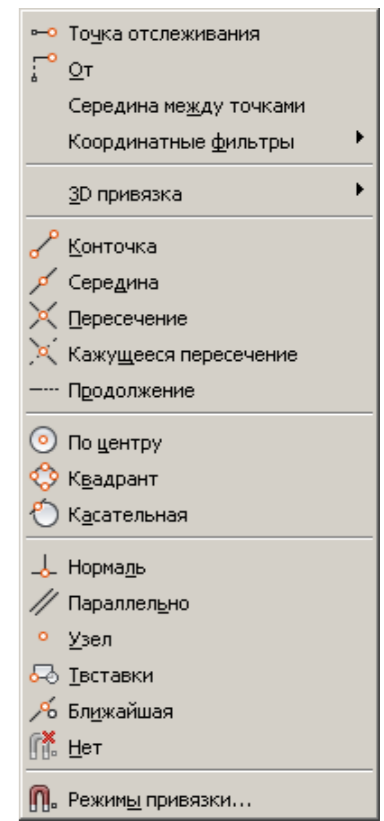 Точка отслеживания
От
Середина между точками
Координатные фильтры
3D привязка
Конточка
Середина
Пересечение
Кажущееся пересечение
Продолжение
По центру
Квадрант
Касательная
Нормаль
Параллельно
Узел
Твставки
Ближайшая
Нет
Режимы привязки...